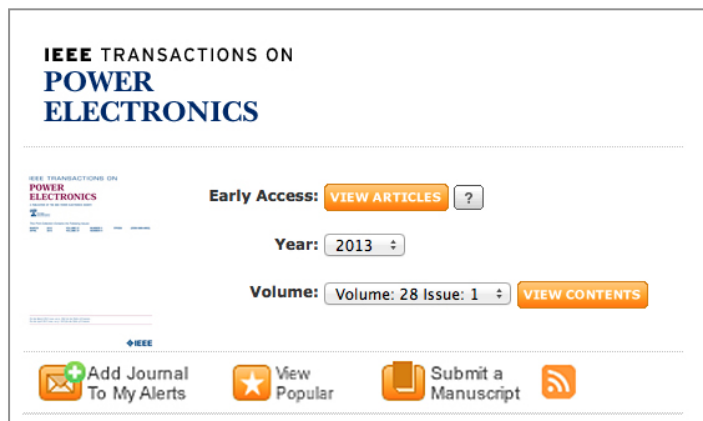 IEEE TRANSACTIONS ON
POWER
ELECTRONICS
IEEE TRANSACTIONS ON
POWER
ELECTRONICS
Early Access: VIEW ARTICLES ?
Year: 2013
Volume: Volume: 28 Issue: 1 VIEW CONTENTS
IEEE
Add Journal
To My Alerts
View
Popular
Submit a
Manuscript